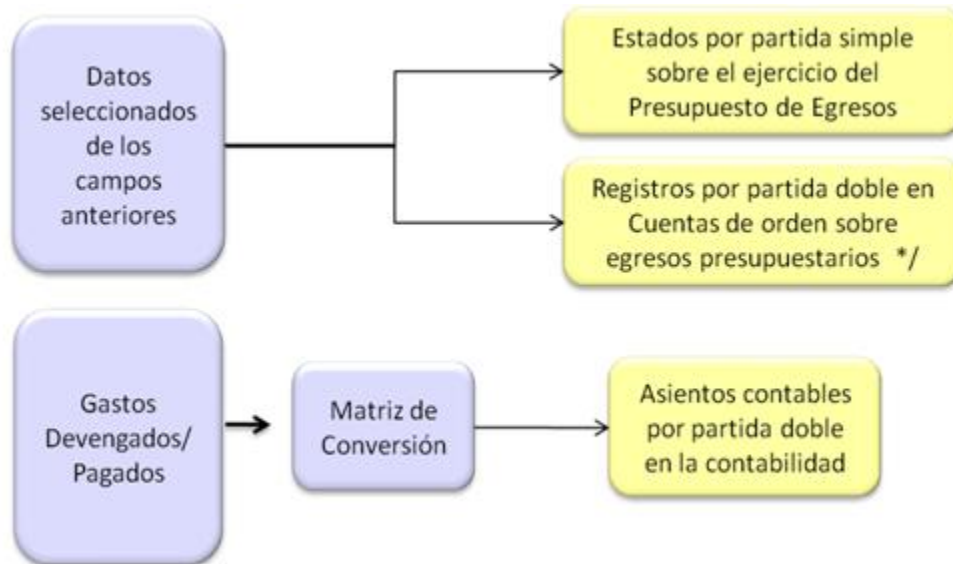 Datos
seleccionados
de los
campos
anteriores
Estados por partida simple
sobre el ejercicio del
Presupuesto de Egresos
Registros por partida doble en
Cuentas de orden sobre
egresos presupuestarios */
Gastos
Devengados/
Pagados
Matriz de
Conversión
Asientos contables
por partida doble
en la contabilidad